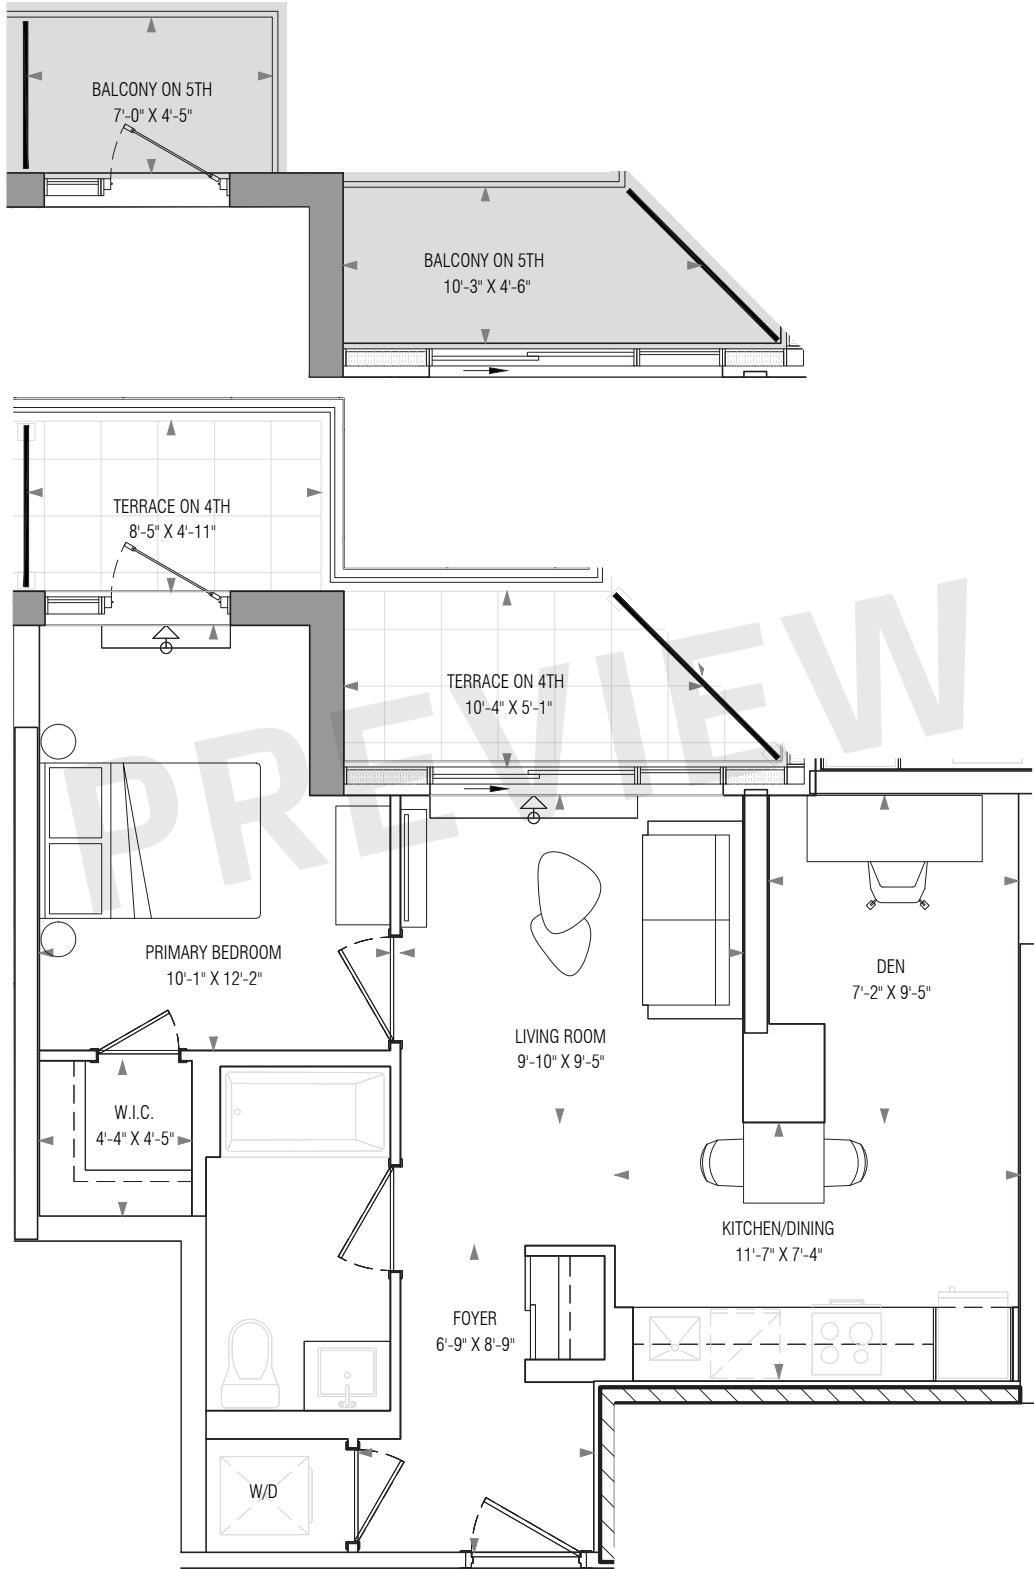 BALCONY ON 5TH
7'-0" X 4'-5"
BALCONY ON 5TH
10'-3" X 4'-6"
TERRACE ON 4TH
8'-5" X 4'-11"
TERRACE ON 4TH
10'-4" X 5'-1"
PREVIEW
PRIMARY BEDROOM
10'-1" X 12'-2"
DEN
7'-2" X 9'-5"
LIVING ROOM
9'-10" X 9'-5"
W.I.C.
4'-4" X 4'-5"
KITCHEN/DINING
11'-7" X 7'-4"
FOYER
6'-9" X 8'-9"
W/D